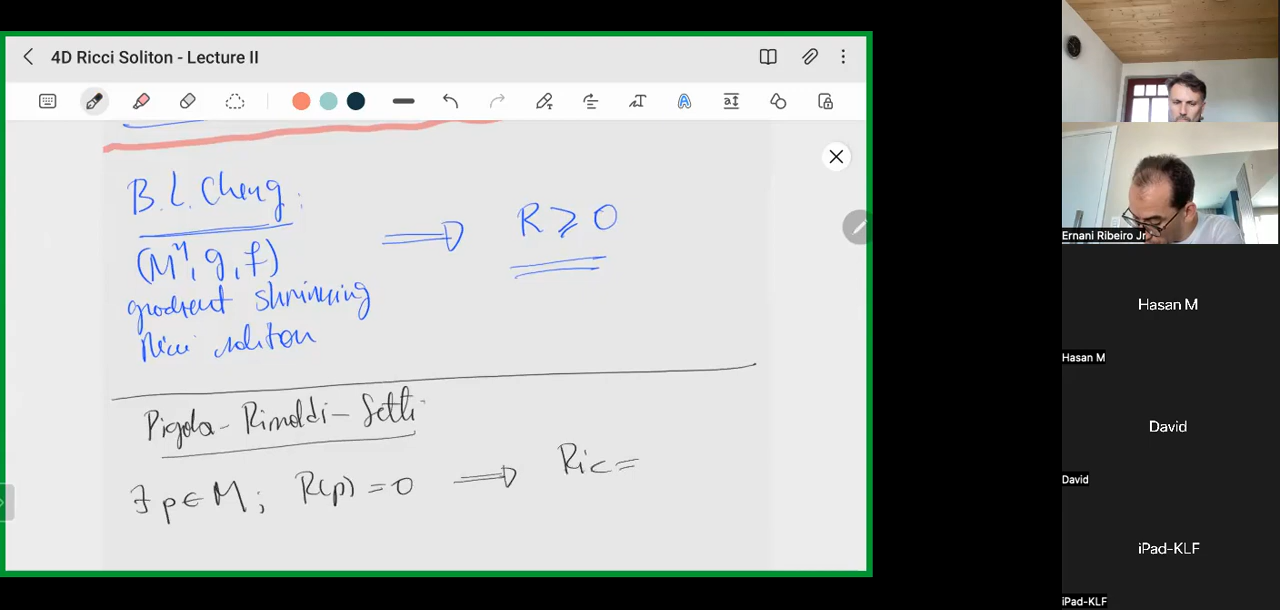 4D Ricci Soliton - Lecture II
B.L. Cheng:
(Mⁿ, g, f)
gradient shrinking
Ricci soliton
⟹ R ⩾ 0
Pigola - Rimoldi - Setti
∃ p ∈ M; R(p) = 0 ⟹ Ric =
Ernani Ribeiro Jr
Hasan M
Hasan M
David
David
iPad-KLF
iPad-KLF